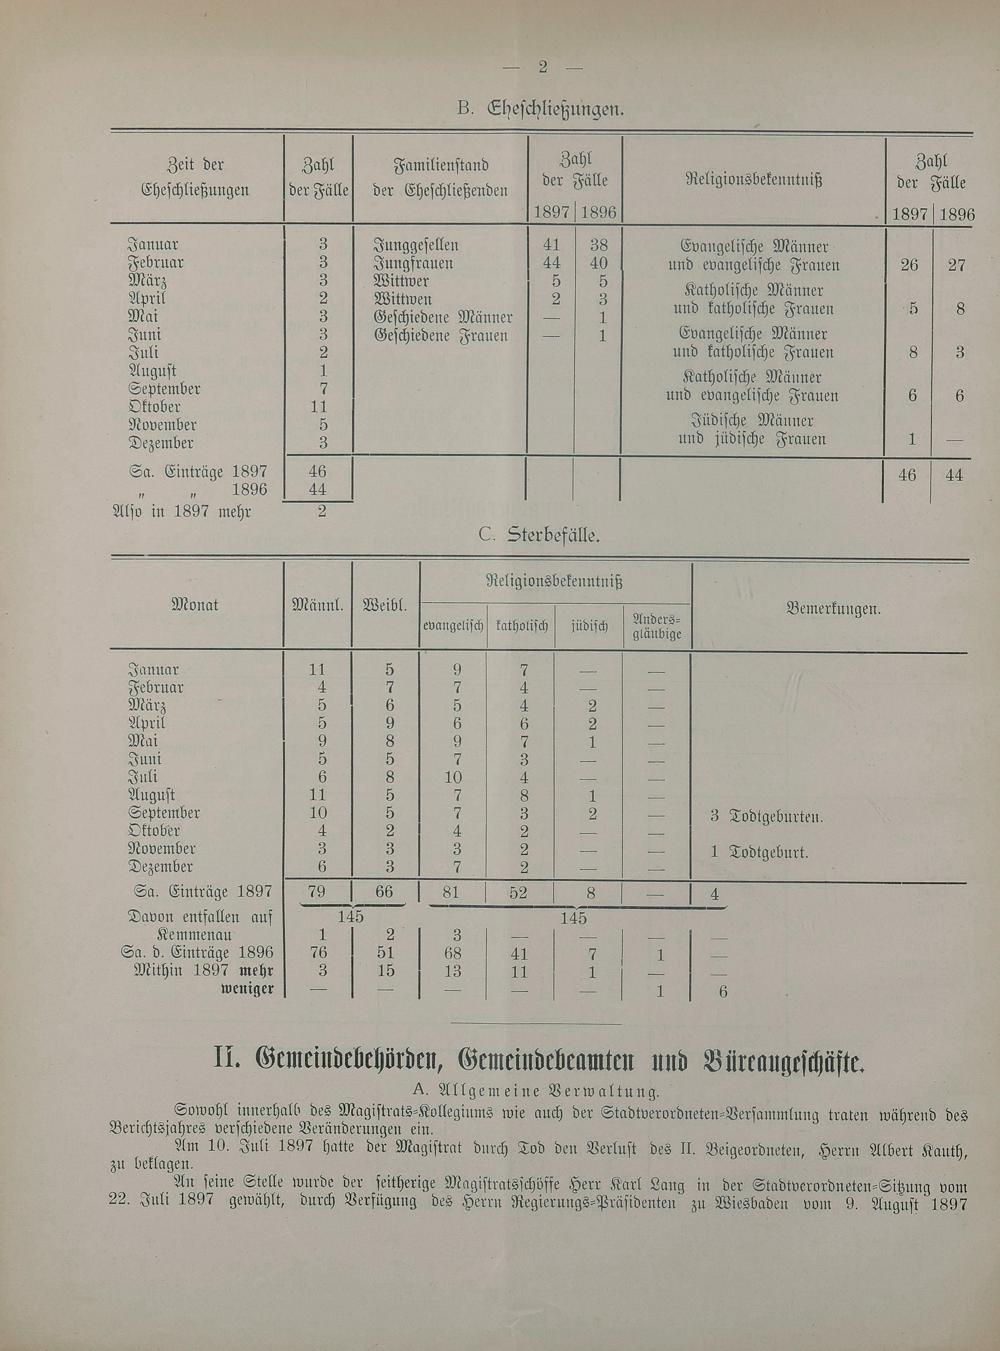 — 2 —
B. Eheschließungen.
Zeit der Eheschließungen | Zahl der Fälle | Familienstand der Eheschließenden | Zahl der Fälle 1897 | 1896 | Religionsbekenntniß | Zahl der Fälle 1897 | 1896
Januar 3 Junggesellen 41 38 Evangelische Männer
Februar 3 Jungfrauen 44 40 und evangelische Frauen 26 27
März 3 Wittwer 5 5 Katholische Männer
April 2 Wittwen 2 3 und katholische Frauen 5 8
Mai 3 Geschiedene Männer — 1
Juni 3 Geschiedene Frauen — 1 Evangelische Männer
Juli 2 und katholische Frauen 8 3
August 1 Katholische Männer
September 7 und evangelische Frauen 6 6
Oktober 11
November 5 Jüdische Männer
Dezember 3 und jüdische Frauen 1 —
Sa. Einträge 1897 46 46 44
" " 1896 44
Also in 1897 mehr 2
C. Sterbefälle.
Monat | Männl. | Weibl. | Religionsbekenntniß | Bemerkungen.
evangelisch | katholisch | jüdisch | Anders=
gläubige
Januar 11 5 9 7 — —
Februar 4 7 7 4 — —
März 5 6 5 4 2 —
April 5 9 6 6 2 —
Mai 9 8 9 7 1 —
Juni 5 5 7 3 — —
Juli 6 8 10 4 — —
August 11 5 7 8 1 —
September 10 5 7 3 2 — 3 Todtgeburten.
Oktober 4 2 4 2 — —
November 3 3 3 2 — — 1 Todtgeburt.
Dezember 6 3 7 2 — —
Sa. Einträge 1897 79 66 81 52 8 — 4
Davon entfallen auf 145 145
Kemmenau 1 2 3 — — — —
Sa. d. Einträge 1896 76 51 68 41 7 1 —
Mithin 1897 mehr 3 15 13 11 1 — —
weniger — — — — — 1 6
II. Gemeindebehörden, Gemeindebeamten und Büreaugeschäfte.
A. Allgemeine Verwaltung.
Sowohl innerhalb des Magistrats=Kollegiums wie auch der Stadtverordneten=Versammlung traten während des
Berichtsjahres verschiedene Veränderungen ein.
Am 10. Juli 1897 hatte der Magistrat durch Tod den Verlust des II. Beigeordneten, Herrn Albert Kauth,
zu beklagen.
An seine Stelle wurde der seitherige Magistratsschöffe Herr Karl Lang in der Stadtverordneten=Sitzung vom
22. Juli 1897 gewählt, durch Verfügung des Herrn Regierungs=Präsidenten zu Wiesbaden vom 9. August 1897